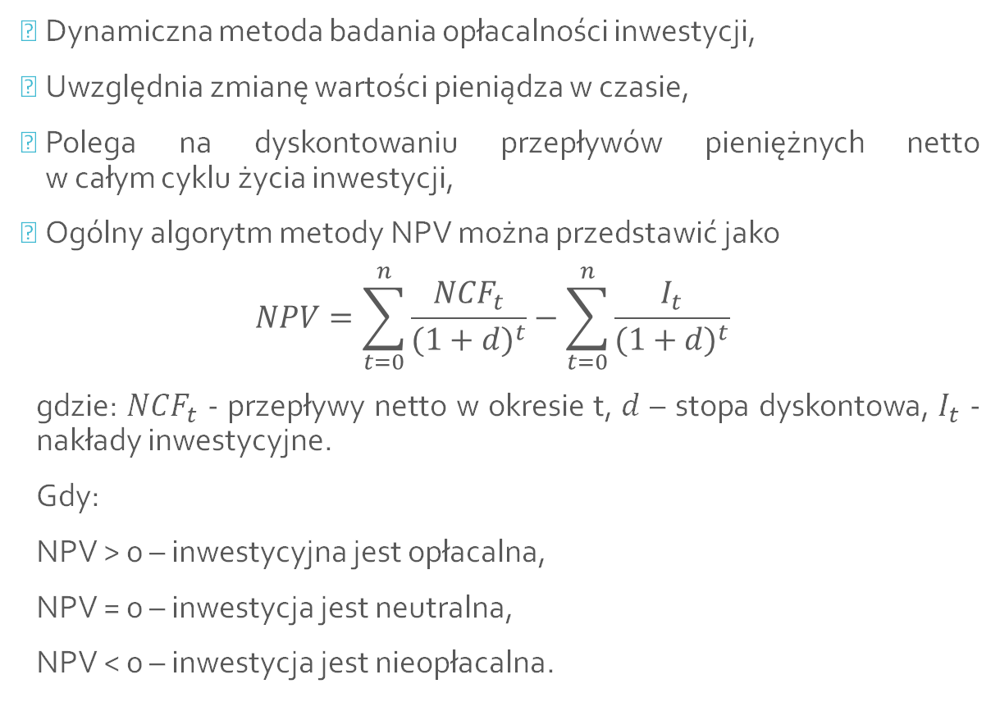 ⍰ Dynamiczna metoda badania opłacalności inwestycji,
⍰ Uwzględnia zmianę wartości pieniądza w czasie,
⍰ Polega na dyskontowaniu przepływów pieniężnych netto
w całym cyklu życia inwestycji,
⍰ Ogólny algorytm metody NPV można przedstawić jako
$NPV = \sum_{t=0}^{n} \frac{NCF_t}{(1+d)^t} - \sum_{t=0}^{n} \frac{I_t}{(1+d)^t}$
gdzie: $NCF_t$ - przepływy netto w okresie t, $d$ – stopa dyskontowa, $I_t$ -
nakłady inwestycyjne.
Gdy:
NPV > 0 – inwestycyjna jest opłacalna,
NPV = 0 – inwestycja jest neutralna,
NPV < 0 – inwestycja jest nieopłacalna.